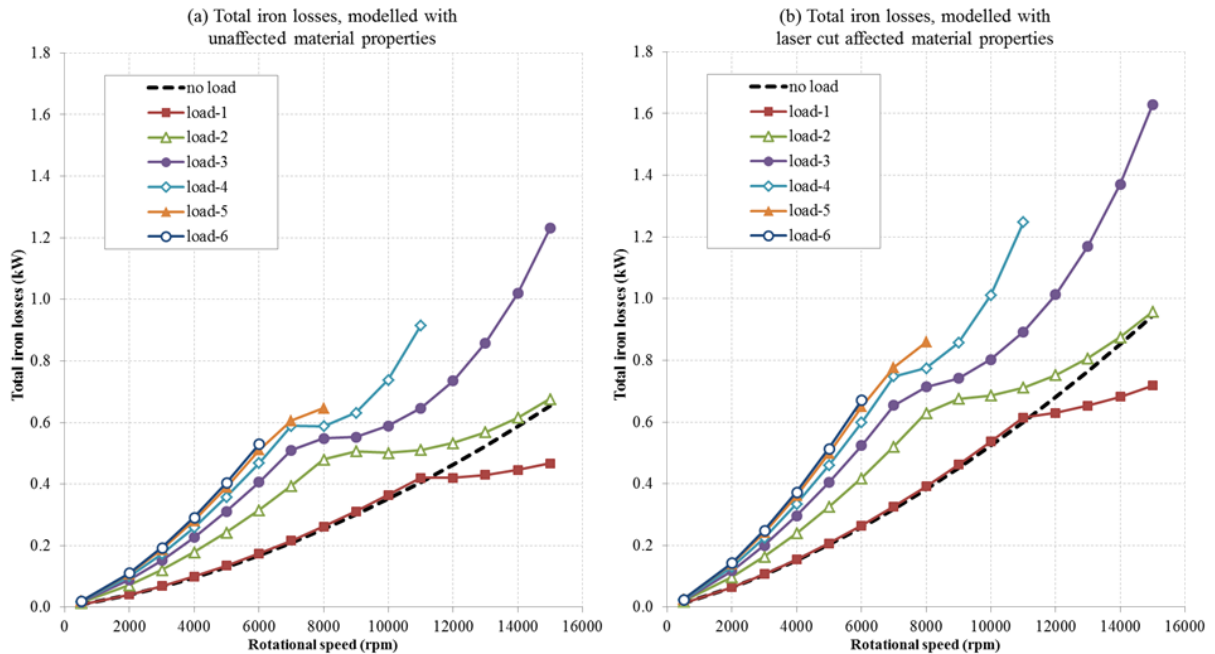 (a) Total iron losses, modelled with
unaffected material properties
1.8
1.6
1.4
1.2
1.0
0.8
0.6
0.4
0.2
0.0
Total iron losses (kW)
no load
load-1
load-2
load-3
load-4
load-5
load-6
0 2000 4000 6000 8000 10000 12000 14000 16000
Rotational speed (rpm)
(b) Total iron losses, modelled with
laser cut affected material properties
1.8
1.6
1.4
1.2
1.0
0.8
0.6
0.4
0.2
0.0
Total iron losses (kW)
no load
load-1
load-2
load-3
load-4
load-5
load-6
0 2000 4000 6000 8000 10000 12000 14000 16000
Rotational speed (rpm)